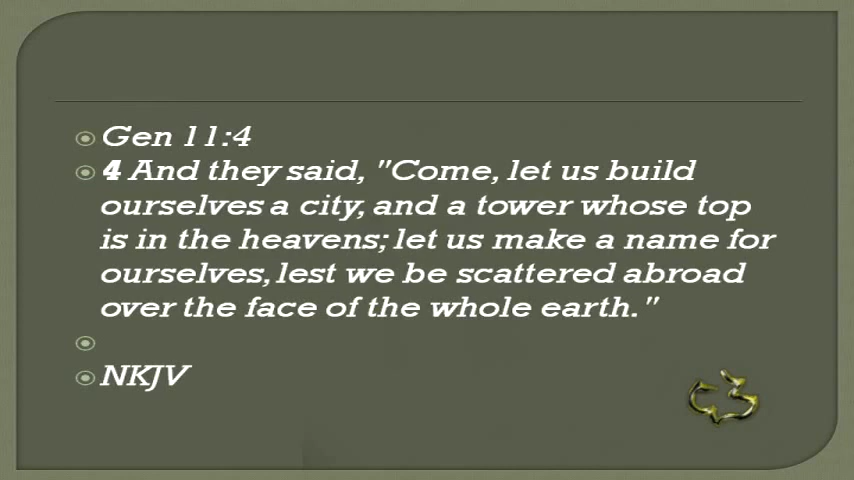 Gen 11:4
4 And they said, "Come, let us build
ourselves a city, and a tower whose top
is in the heavens; let us make a name for
ourselves, lest we be scattered abroad
over the face of the whole earth."
NKJV
C3